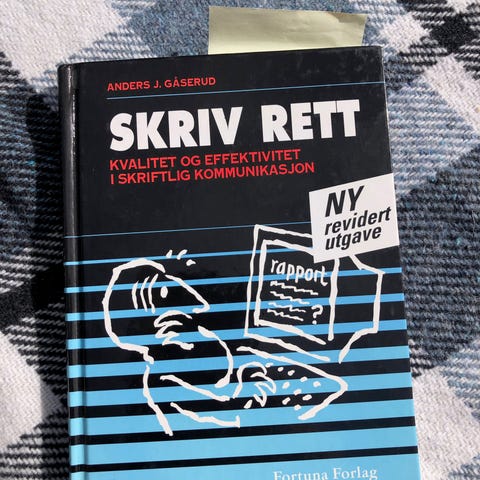 ANDERS J. GÅSERUD
SKRIV RETT
KVALITET OG EFFEKTIVITET
I SKRIFTLIG KOMMUNIKASJON
NY
revidert
utgave
rapport
?
Fortuna Forlag